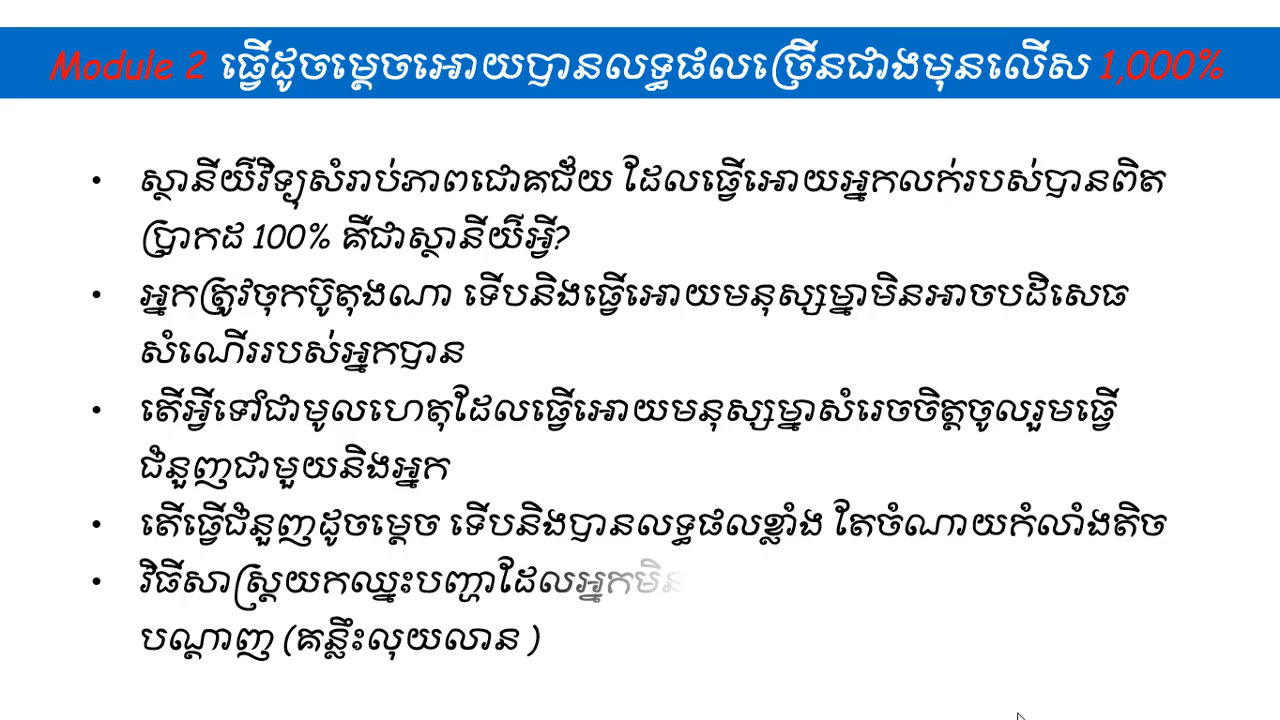 Module 2 ធ្វើដូចម្ដេចអោយបានលទ្ធផលច្រើនជាងមុនលើស 1,000%
• ស្ថានីយ៏វិទ្យុសំរាប់ភាពជោគជ័យ ដែលធ្វើអោយអ្នកលក់របស់បានពិត
ប្រាកដ 100% គឺជាស្ថានីយ៏អ្វី?
• អ្នកត្រូវចុកប៊ូតុងណា ទើបនិងធ្វើអោយមនុស្សម្នាមិនអាចបដិសេធ
សំណើររបស់អ្នកបាន
• តើអ្វីទៅជាមូលហេតុដែលធ្វើអោយមនុស្សម្នាសំរេចចិត្តចូលរួមធ្វើ
ជំនួញជាមួយនិងអ្នក
• តើធ្វើជំនួញដូចម្ដេច ទើបនិងបានលទ្ធផលខ្លាំង តែចំណាយកំលាំងតិច
• វិធីសាស្ត្រយកឈ្នះបញ្ហាដែលអ្នកមិន
បណ្ដាញ (គន្លឹះលុយលាន )